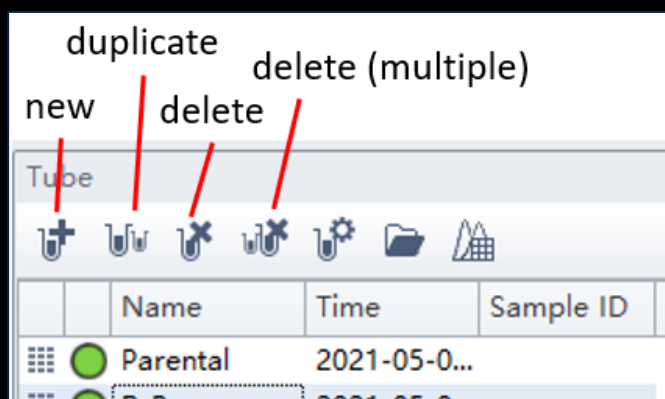 duplicate
delete (multiple)
new
delete
Tube
Name Time Sample ID
Parental 2021-05-0...